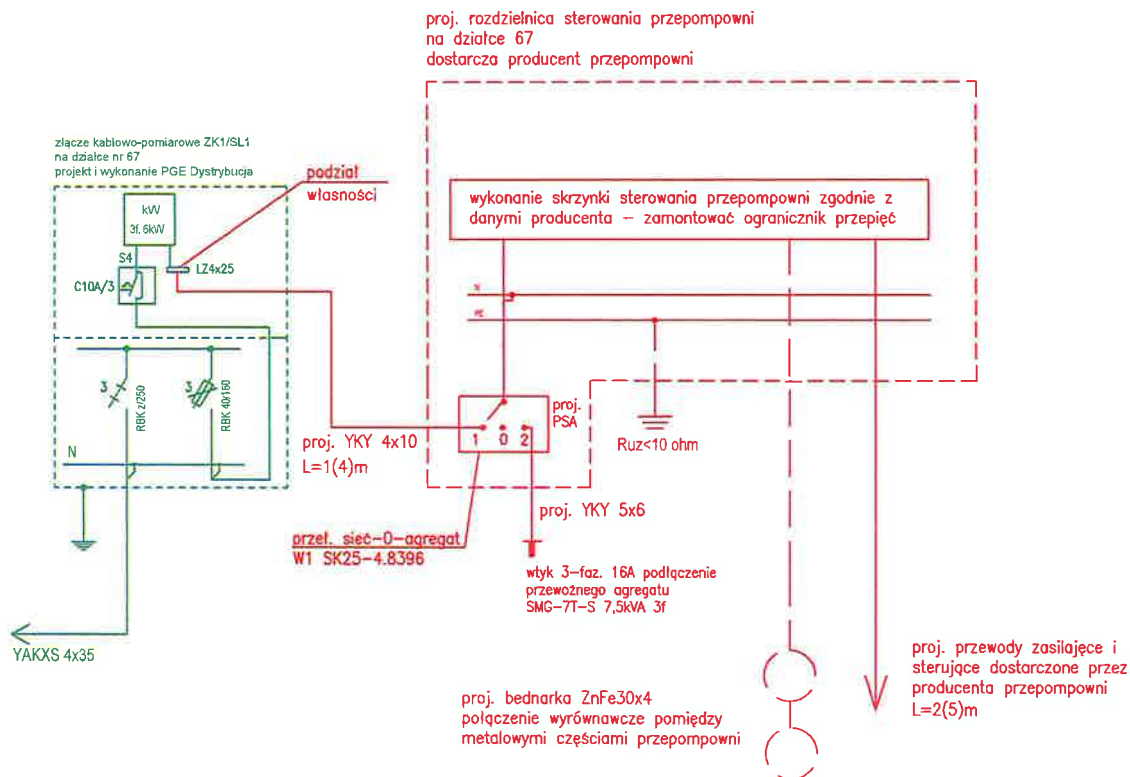 proj. rozdzielnica sterowania przepompowni
na działce 67
dostarcza producent przepompowni
złącze kablowo-pomiarowe ZK1/SL1
na działce nr 67
projekt i wykonanie PGE Dystrybucja
podział
własności
kW
3f. 6kW
S4
LZ4x25
C10A/3
wykonanie skrzynki sterowania przepompowni zgodnie z
danymi producenta – zamontować ogranicznik przepięć
N
PE
3
RBK z/250
3
RBK 40/160
N
proj. YKY 4x10
L=1(4)m
proj.
PSA
1 0 2
Ruz<10 ohm
proj. YKY 5x6
przeł. sieć-0-agregat
W1 SK25-4.8396
wtyk 3-faz. 16A podłączenie
przewoźnego agregatu
SMG-7T-S 7,5kVA 3f
YAKXS 4x35
proj. bednarka ZnFe30x4
połączenie wyrównawcze pomiędzy
metalowymi częściami przepompowni
proj. przewody zasilające i
sterujące dostarczone przez
producenta przepompowni
L=2(5)m